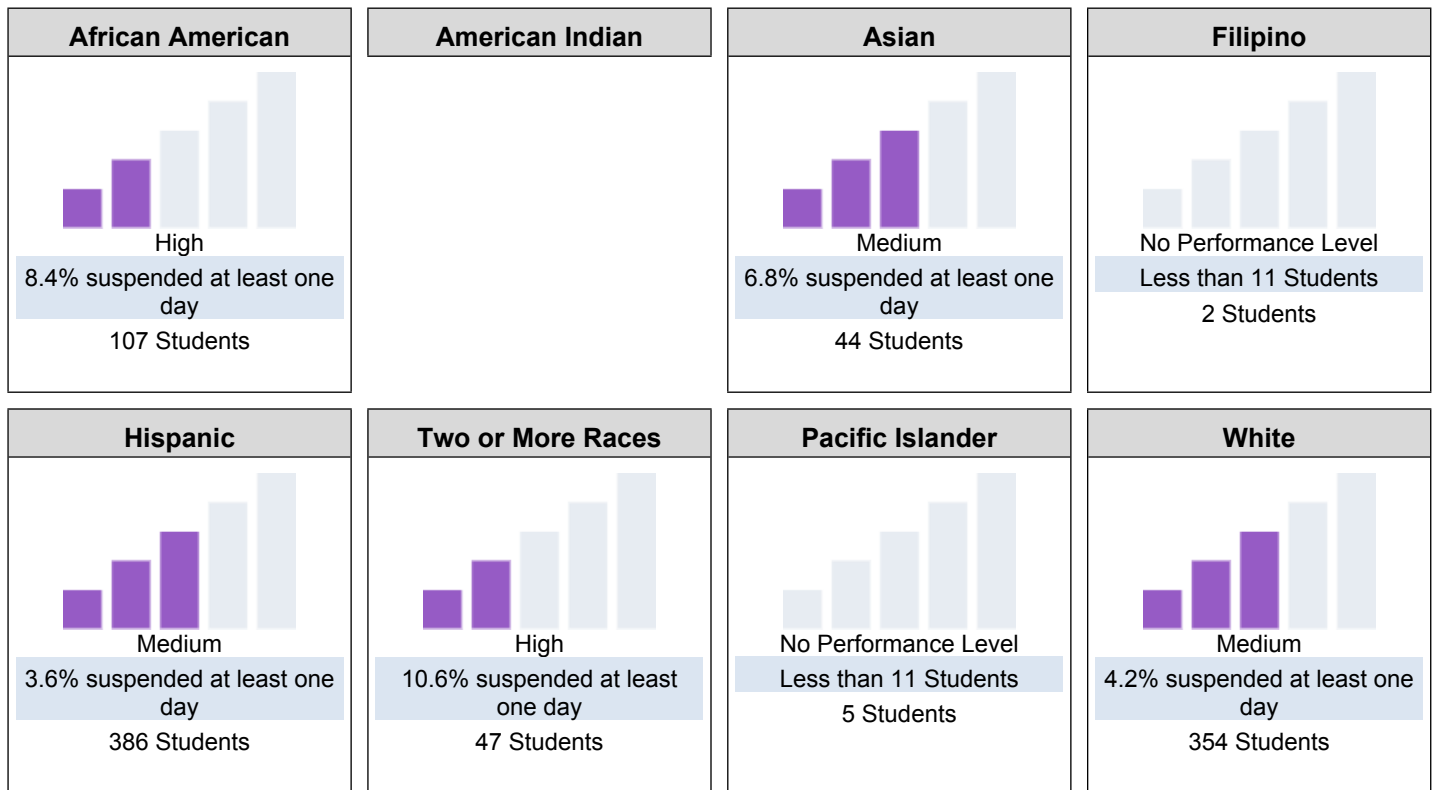 African American
High
8.4% suspended at least one
day
107 Students
American Indian
Asian
Medium
6.8% suspended at least one
day
44 Students
Filipino
No Performance Level
Less than 11 Students
2 Students
Hispanic
Medium
3.6% suspended at least one
day
386 Students
Two or More Races
High
10.6% suspended at least
one day
47 Students
Pacific Islander
No Performance Level
Less than 11 Students
5 Students
White
Medium
4.2% suspended at least one
day
354 Students